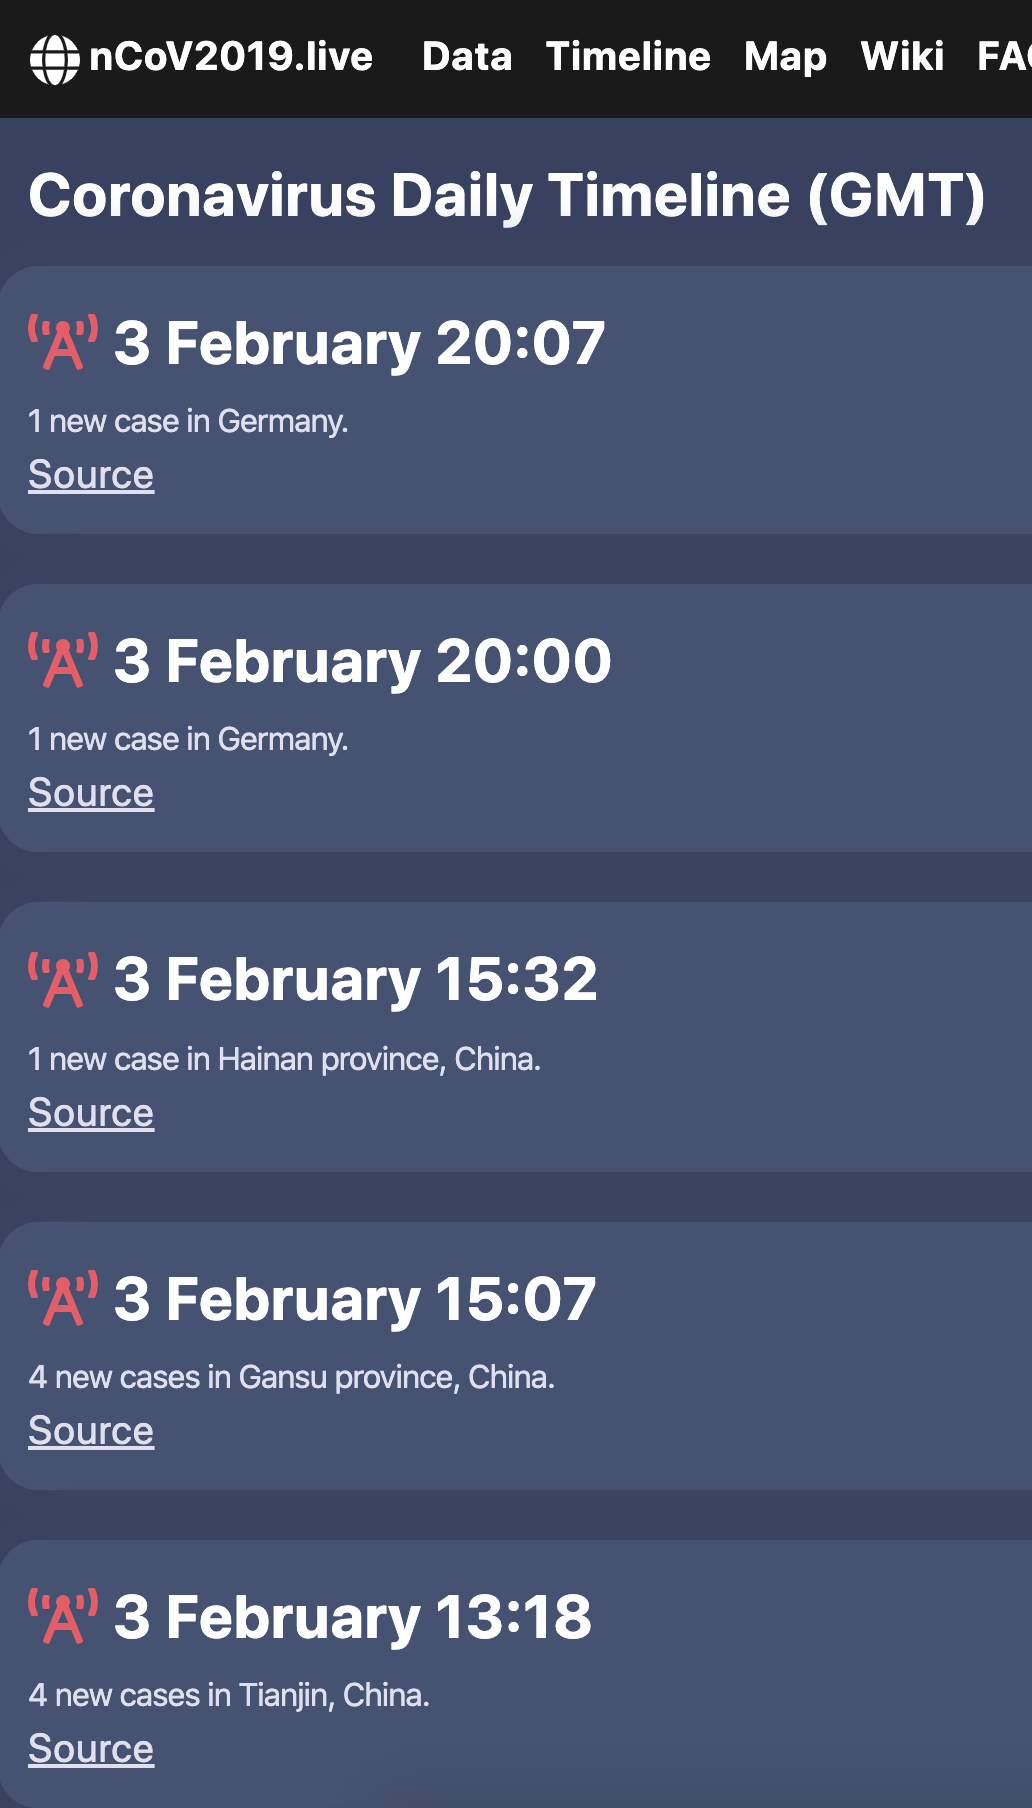 nCoV2019.live Data Timeline Map Wiki FAQ
Coronavirus Daily Timeline (GMT)
3 February 20:07
1 new case in Germany.
Source
3 February 20:00
1 new case in Germany.
Source
3 February 15:32
1 new case in Hainan province, China.
Source
3 February 15:07
4 new cases in Gansu province, China.
Source
3 February 13:18
4 new cases in Tianjin, China.
Source